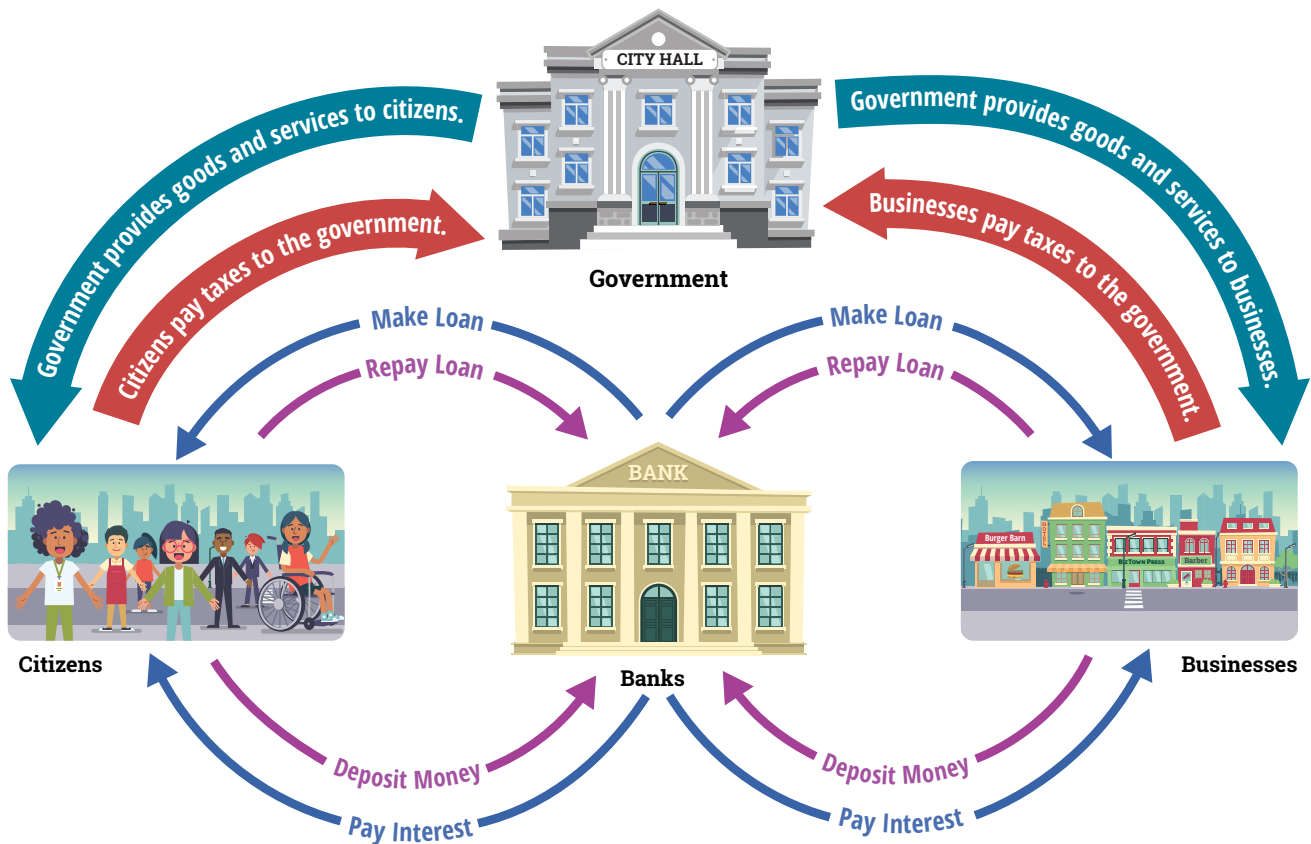 CITY HALL
Government provides goods and services to citizens.
Government provides goods and services to businesses.
Citizens pay taxes to the government.
Businesses pay taxes to the government.
Government
Make Loan
Make Loan
Repay Loan
Repay Loan
BANK
HOTEL
Burger Barn
BizTown Press
Barber
Citizens
Banks
Businesses
Deposit Money
Deposit Money
Pay Interest
Pay Interest